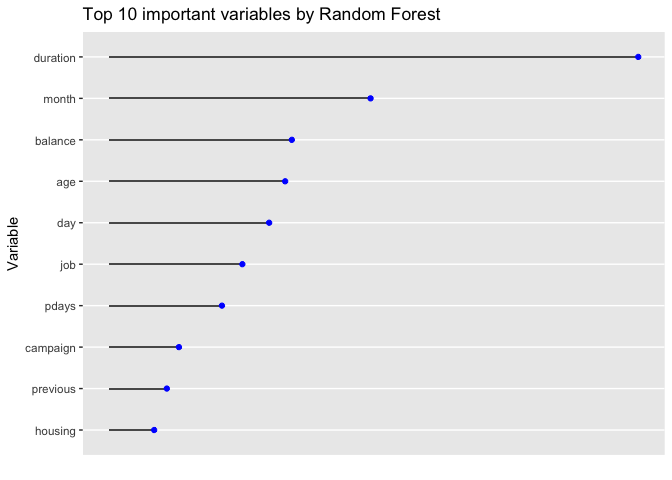 Top 10 important variables by Random Forest
duration
month
balance
age
day
job
pdays
campaign
previous
housing
Variable